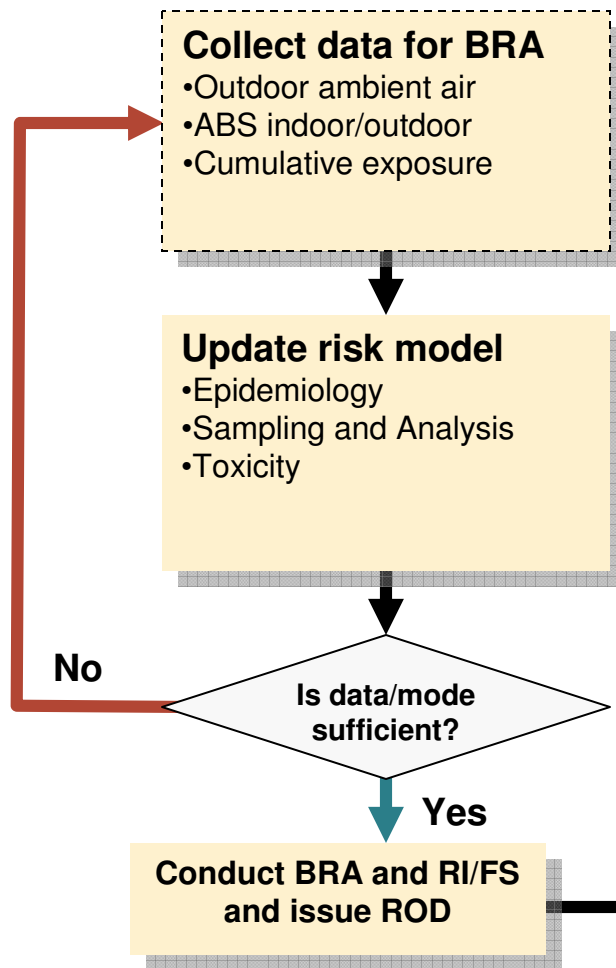 Collect data for BRA
•Outdoor ambient air
•ABS indoor/outdoor
•Cumulative exposure
Update risk model
•Epidemiology
•Sampling and Analysis
•Toxicity
No
Is data/mode
sufficient?
Yes
Conduct BRA and RI/FS
and issue ROD